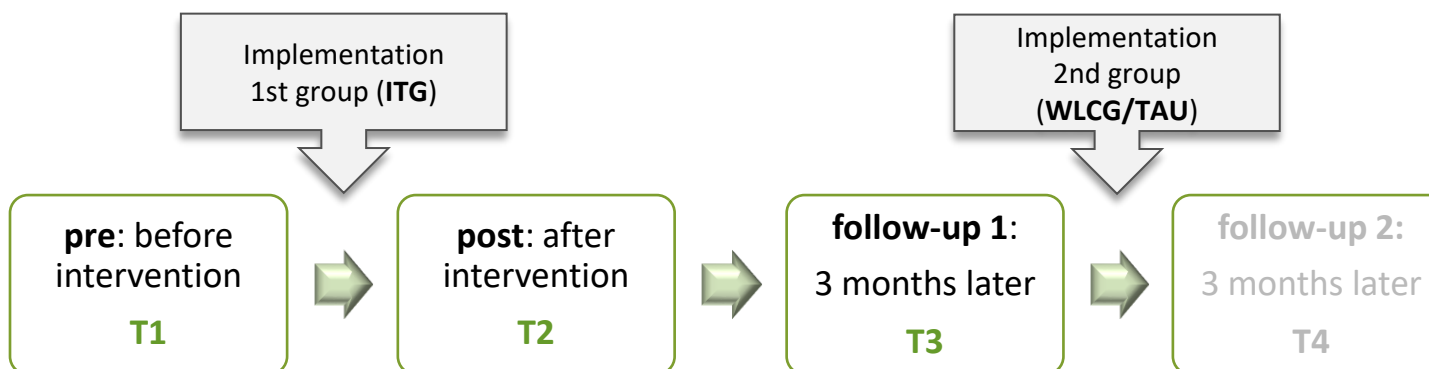 Implementation
1st group (ITG)
Implementation
2nd group
(WLCG/TAU)
pre: before
intervention
T1
post: after
intervention
T2
follow-up 1:
3 months later
T3
follow-up 2:
3 months later
T4